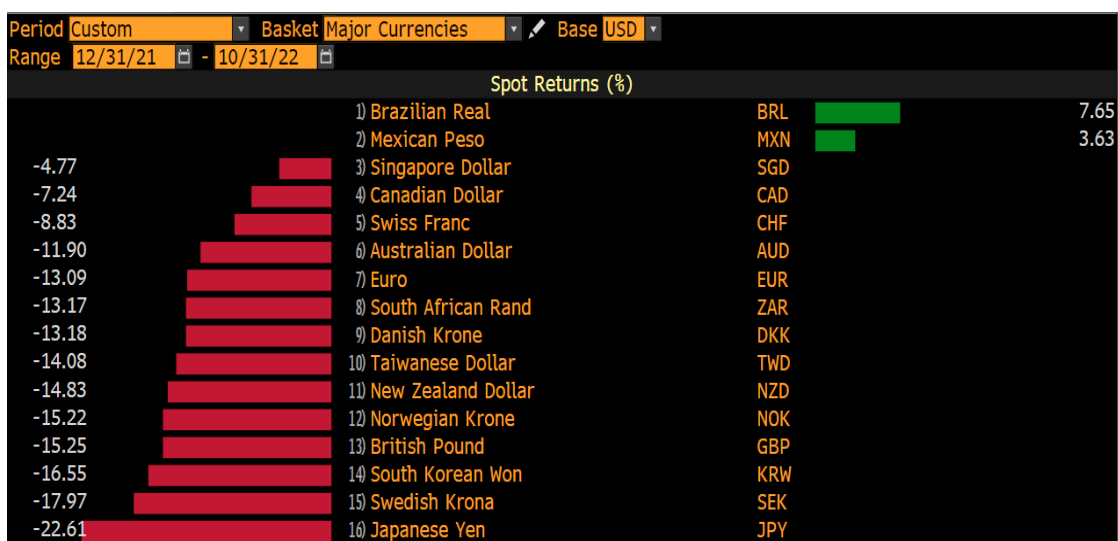 Period Custom Basket Major Currencies Base USD
Range 12/31/21 - 10/31/22
Spot Returns (%)
1) Brazilian Real BRL 7.65
2) Mexican Peso MXN 3.63
-4.77 3) Singapore Dollar SGD
-7.24 4) Canadian Dollar CAD
-8.83 5) Swiss Franc CHF
-11.90 6) Australian Dollar AUD
-13.09 7) Euro EUR
-13.17 8) South African Rand ZAR
-13.18 9) Danish Krone DKK
-14.08 10) Taiwanese Dollar TWD
-14.83 11) New Zealand Dollar NZD
-15.22 12) Norwegian Krone NOK
-15.25 13) British Pound GBP
-16.55 14) South Korean Won KRW
-17.97 15) Swedish Krona SEK
-22.61 16) Japanese Yen JPY